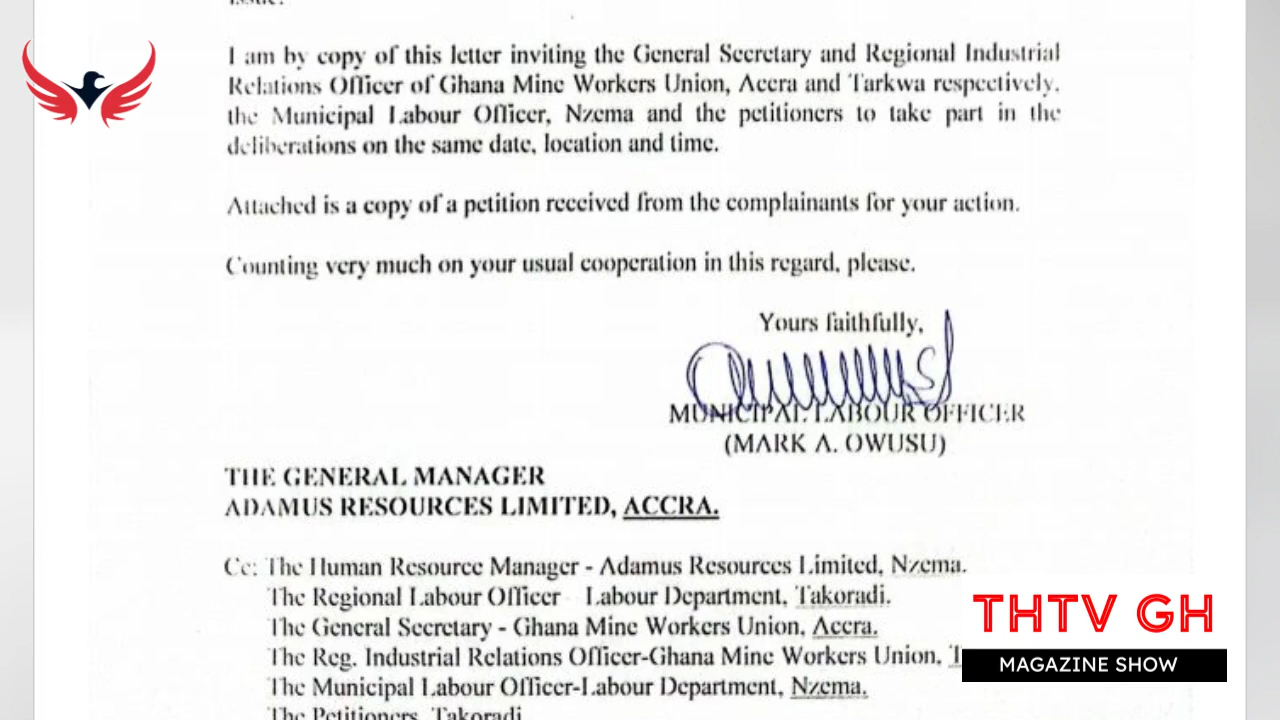 I am by copy of this letter inviting the General Secretary and Regional Industrial
Relations Officer of Ghana Mine Workers Union, Accra and Tarkwa respectively,
the Municipal Labour Officer, Nzema and the petitioners to take part in the
deliberations on the same date, location and time.
Attached is a copy of a petition received from the complainants for your action.
Counting very much on your usual cooperation in this regard, please.
Yours faithfully,
MUNICIPAL LABOUR OFFICER
(MARK A. OWUSU)
THE GENERAL MANAGER
ADAMUS RESOURCES LIMITED, ACCRA.
Cc: The Human Resource Manager - Adamus Resources Limited, Nzema.
The Regional Labour Officer Labour Department, Takoradi.
The General Secretary - Ghana Mine Workers Union, Accra.
The Reg. Industrial Relations Officer-Ghana Mine Workers Union,
The Municipal Labour Officer-Labour Department, Nzema.
The Petitioners, Takoradi
THTV GH
MAGAZINE SHOW